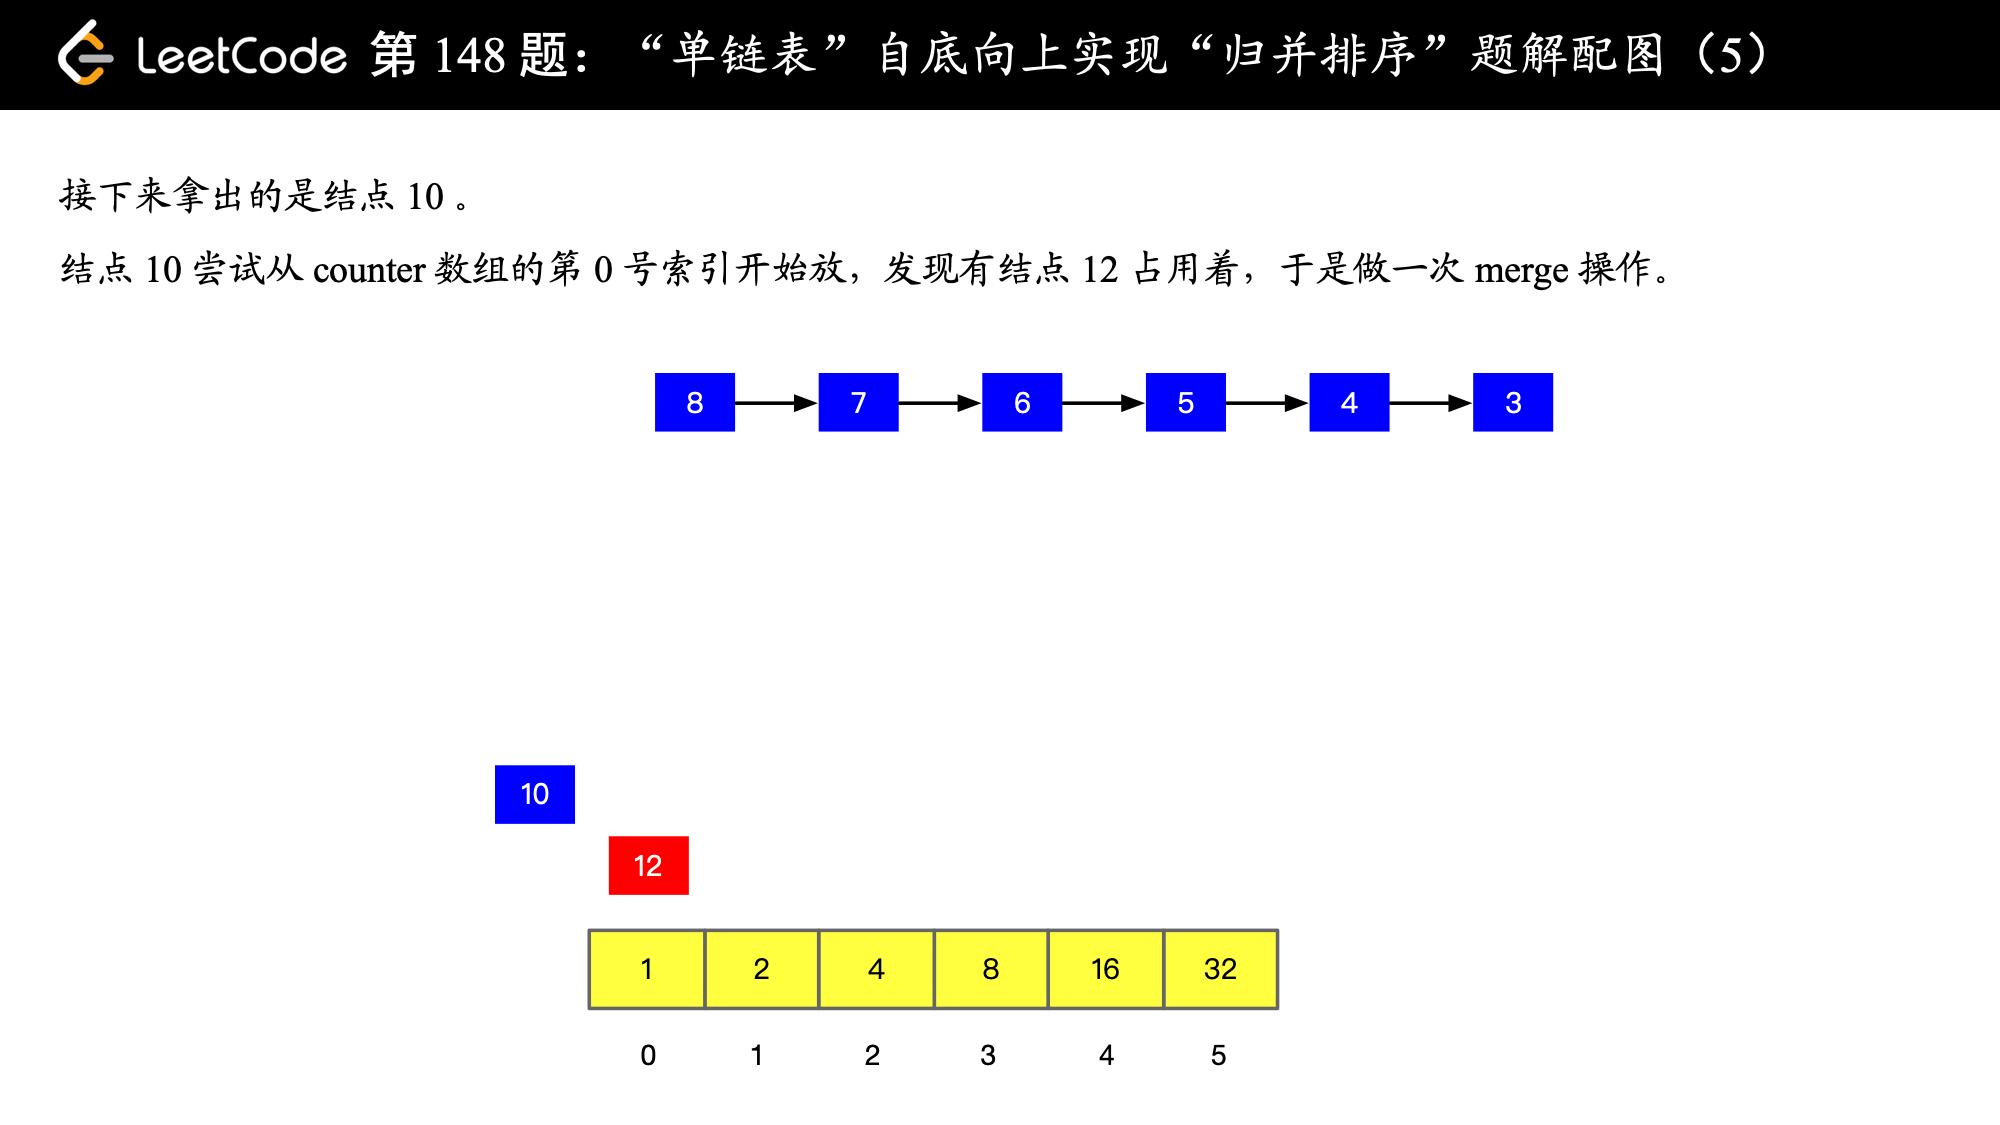 LeetCode 第 148 题：“单链表”自底向上实现“归并排序”题解配图（5）
接下来拿出的是结点 10 。
结点 10 尝试从 counter 数组的第 0 号索引开始放，发现有结点 12 占用着，于是做一次 merge 操作。
8 7 6 5 4 3
10
12
1 2 4 8 16 32
0 1 2 3 4 5